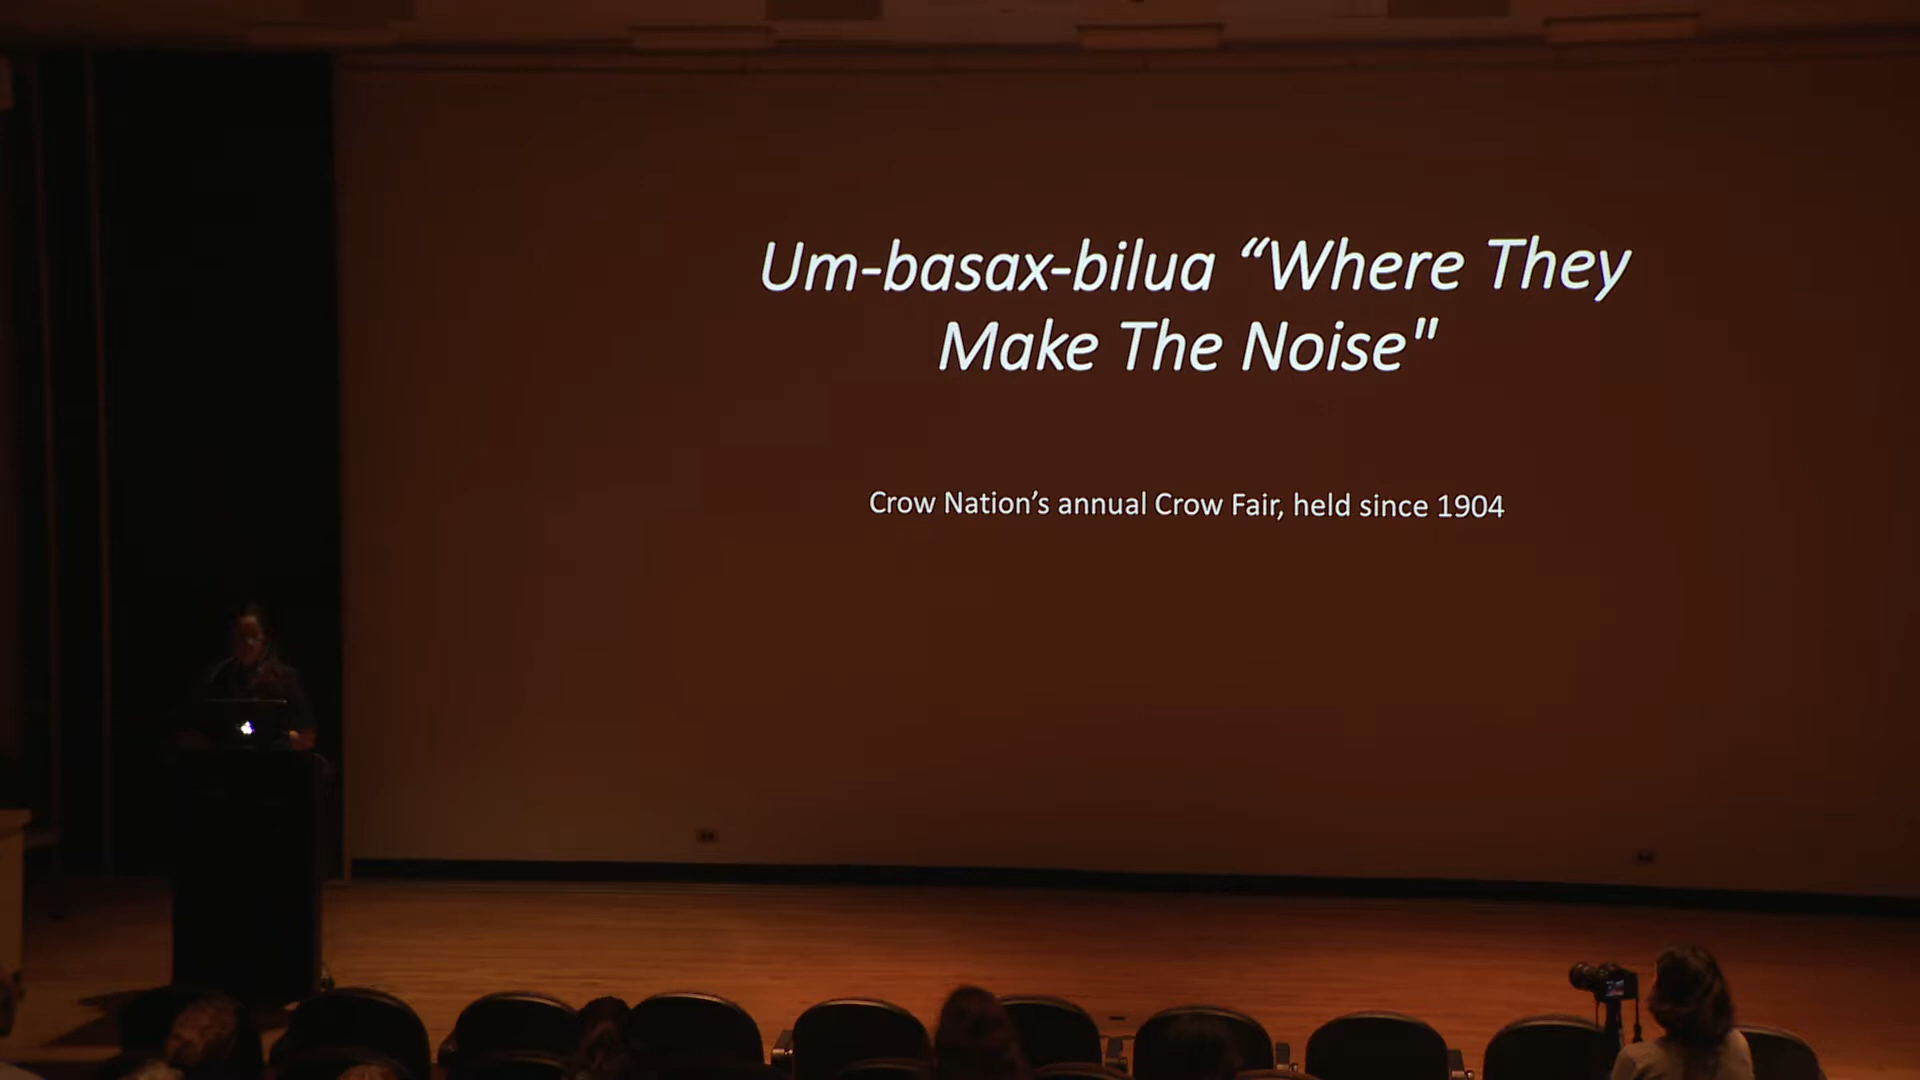 Um-basax-bilua “Where They
Make The Noise"
Crow Nation’s annual Crow Fair, held since 1904